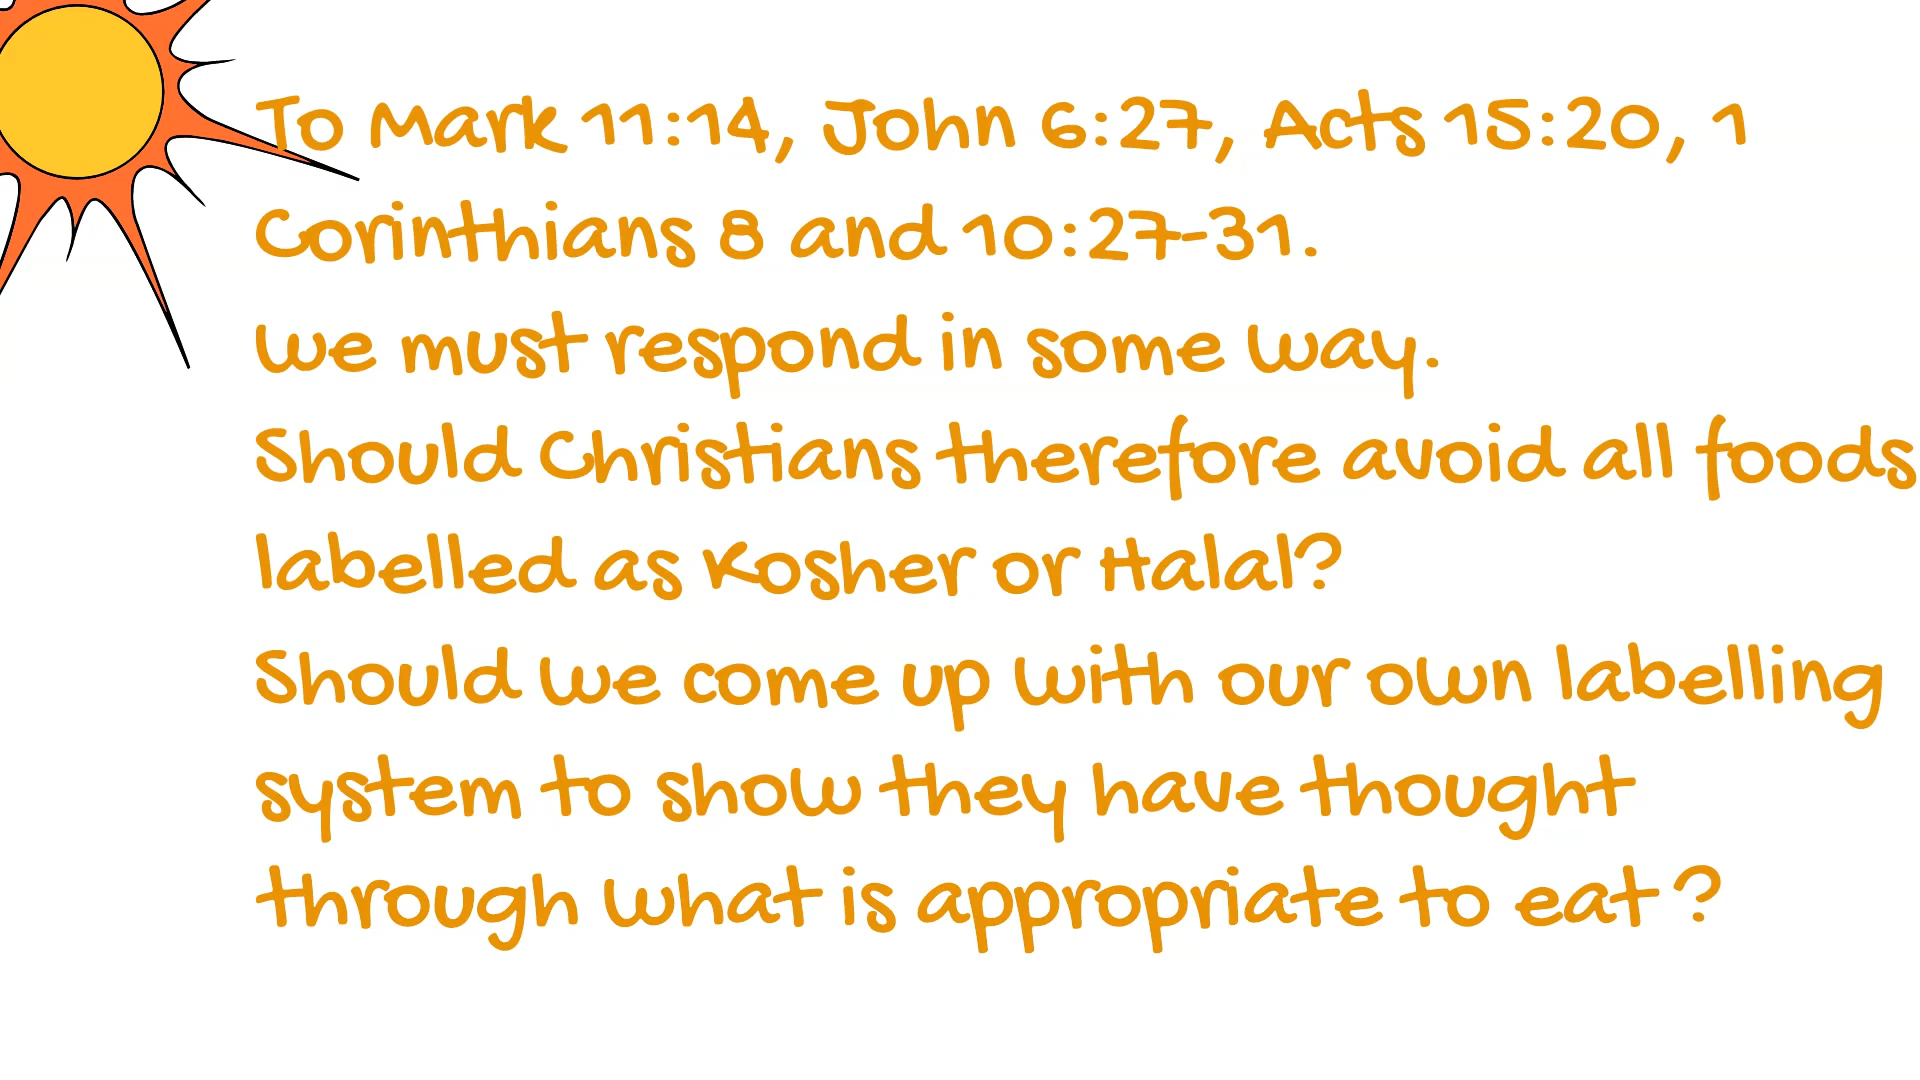 To Mark 11:14, John 6:27, Acts 15:20, 1
Corinthians 8 and 10:27-31.
We must respond in some way.
Should Christians therefore avoid all foods
labelled as Kosher or Halal?
Should we come up with our own labelling
system to show they have thought
through what is appropriate to eat ?